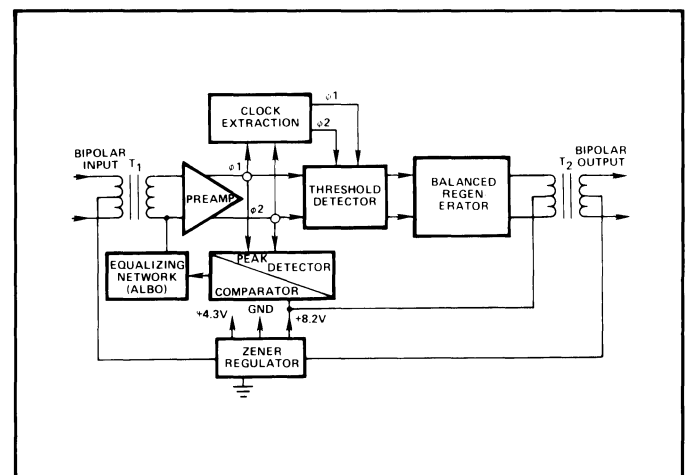 CLOCK
EXTRACTION
φ1
φ2
BIPOLAR
INPUT
T1
PREAMP
φ1
φ2
THRESHOLD
DETECTOR
BALANCED
REGEN
ERATOR
T2
BIPOLAR
OUTPUT
EQUALIZING
NETWORK
(ALBO)
PEAK
DETECTOR
COMPARATOR
+4.3V
GND
+8.2V
ZENER
REGULATOR